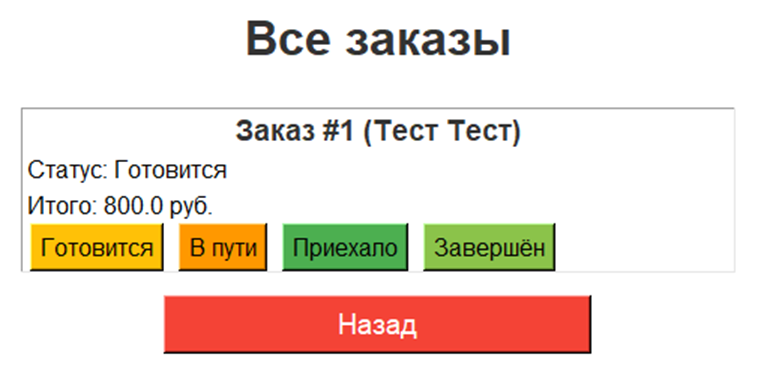 Все заказы
Заказ #1 (Тест Тест)
Статус: Готовится
Итого: 800.0 руб.
Готовится В пути Приехало Завершён
Назад